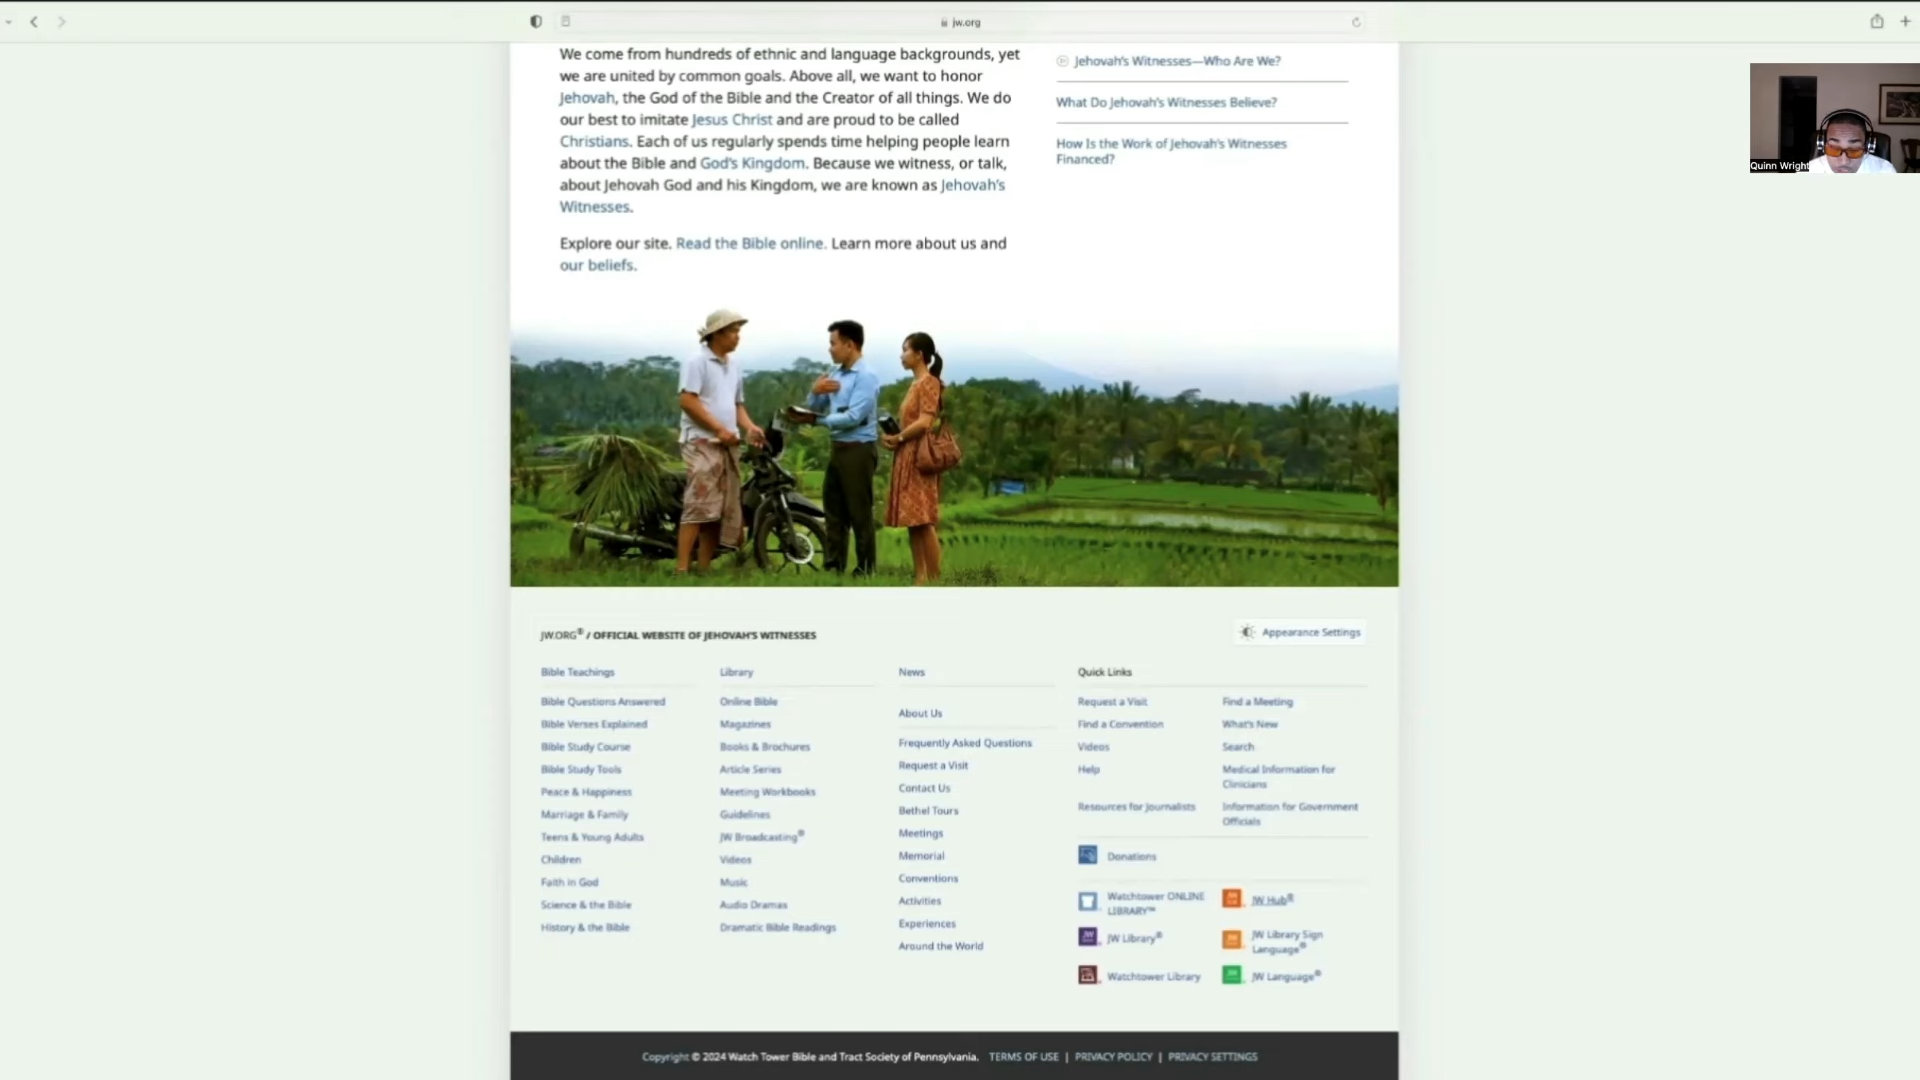 jw.org
We come from hundreds of ethnic and language backgrounds, yet
we are united by common goals. Above all, we want to honor
Jehovah, the God of the Bible and the Creator of all things. We do
our best to imitate Jesus Christ and are proud to be called
Christians. Each of us regularly spends time helping people learn
about the Bible and God's Kingdom. Because we witness, or talk,
about Jehovah God and his Kingdom, we are known as Jehovah's
Witnesses.
Explore our site. Read the Bible online. Learn more about us and
our beliefs.
Jehovah's Witnesses—Who Are We?
What Do Jehovah's Witnesses Believe?
How Is the Work of Jehovah's Witnesses
Financed?
Quinn Wright
JW.ORG® / OFFICIAL WEBSITE OF JEHOVAH'S WITNESSES
Appearance Settings
Bible Teachings
Bible Questions Answered
Bible Verses Explained
Bible Study Course
Bible Study Tools
Peace & Happiness
Marriage & Family
Teens & Young Adults
Children
Faith in God
Science & the Bible
History & the Bible
Library
Online Bible
Magazines
Books & Brochures
Article Series
Meeting Workbooks
Guidelines
JW Broadcasting®
Videos
Music
Audio Dramas
Dramatic Bible Readings
News
About Us
Frequently Asked Questions
Request a Visit
Contact Us
Bethel Tours
Meetings
Memorial
Conventions
Activities
Experiences
Around the World
Quick Links
Request a Visit
Find a Meeting
Find a Convention
What's New
Videos
Search
Help
Medical Information for
Clinicians
Resources for Journalists
Information for Government
Officials
Donations
Watchtower ONLINE
LIBRARY™
JW Hub®
JW Library®
JW Library Sign
Language®
Watchtower Library
JW Language®
Copyright © 2024 Watch Tower Bible and Tract Society of Pennsylvania. TERMS OF USE | PRIVACY POLICY | PRIVACY SETTINGS